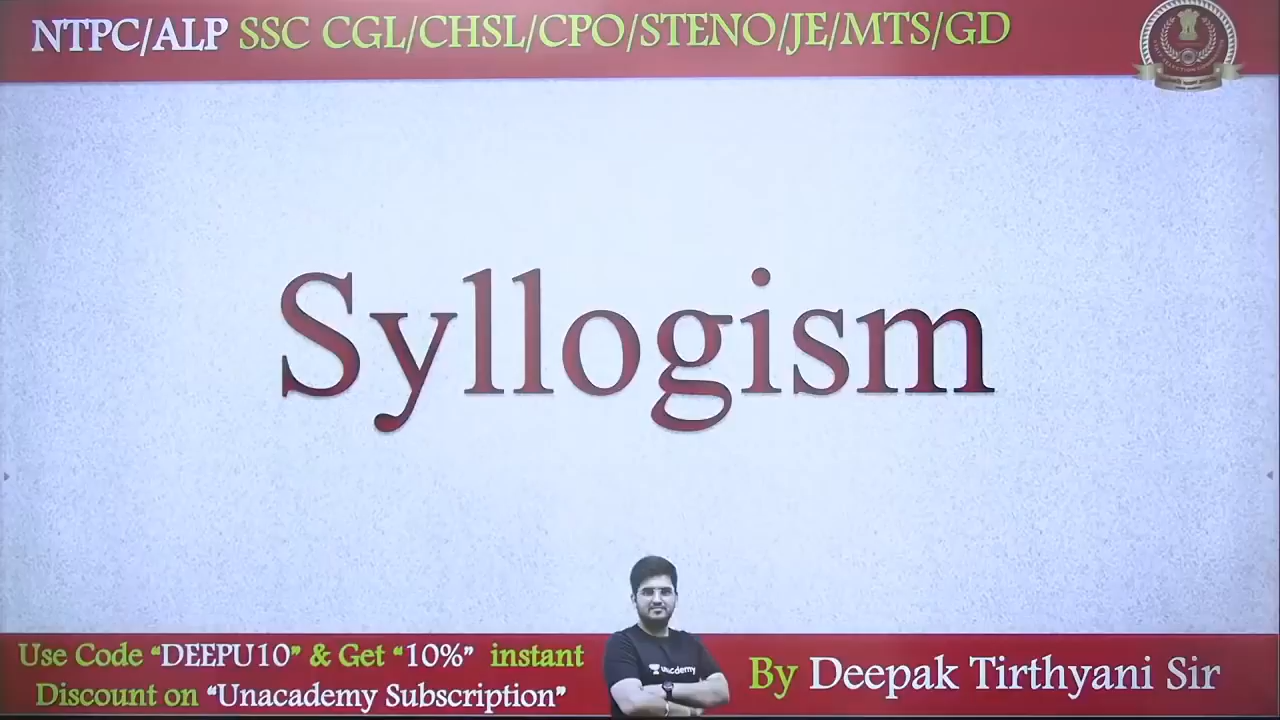 NTPC/ALP SSC CGL/CHSL/CPO/STENO/JE/MTS/GD
Syllogism
Use Code “DEEPU10” & Get “10%” instant
Discount on “Unacademy Subscription”
unacdemy
By Deepak Tirthyani Sir